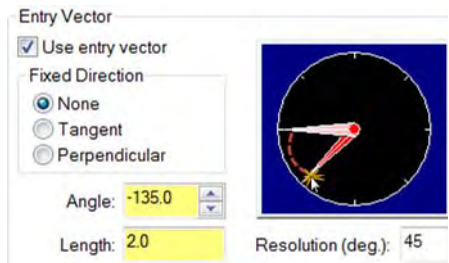 Entry Vector
Use entry vector
Fixed Direction
None
Tangent
Perpendicular
Angle: -135.0
Length: 2.0 Resolution (deg.): 45